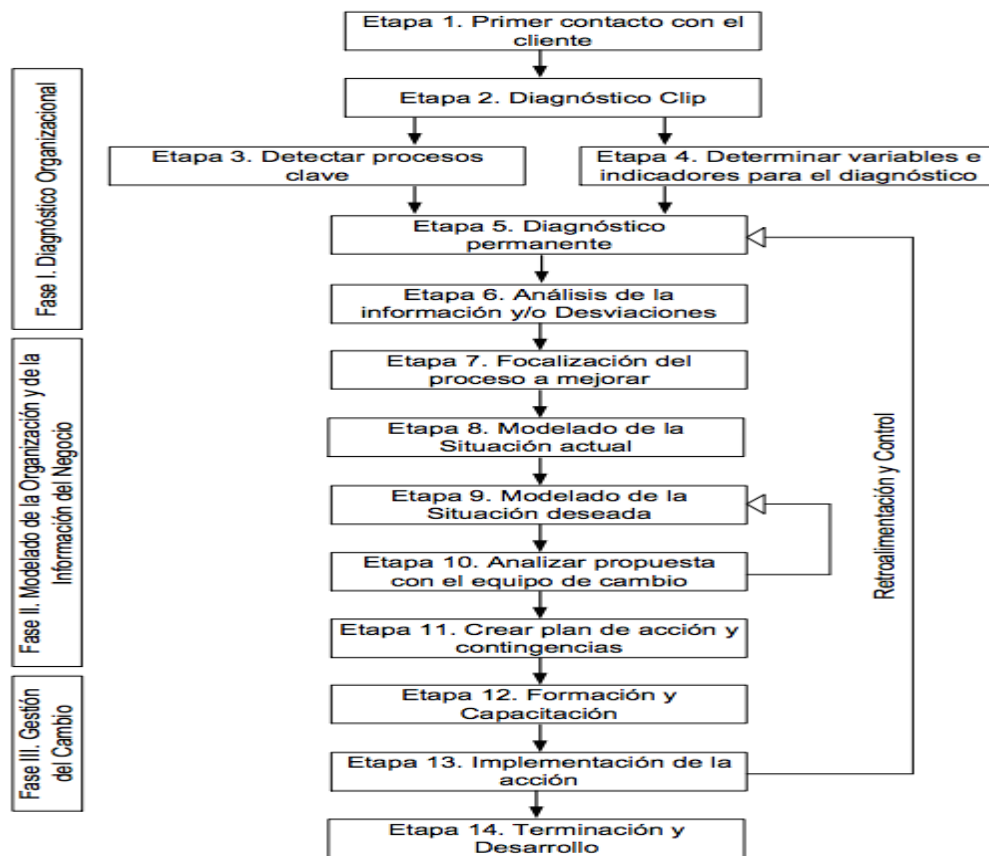 Etapa 1. Primer contacto con el
cliente
Etapa 2. Diagnóstico Clip
Etapa 3. Detectar procesos
clave
Etapa 4. Determinar variables e
indicadores para el diagnóstico
Etapa 5. Diagnóstico
permanente
Etapa 6. Análisis de la
información y/o Desviaciones
Etapa 7. Focalización del
proceso a mejorar
Etapa 8. Modelado de la
Situación actual
Etapa 9. Modelado de la
Situación deseada
Etapa 10. Analizar propuesta
con el equipo de cambio
Etapa 11. Crear plan de acción y
contingencias
Etapa 12. Formación y
Capacitación
Etapa 13. Implementación de la
acción
Etapa 14. Terminación y
Desarrollo
Fase I. Diagnóstico Organizacional
Fase II. Modelado de la Organización y de la
Información del Negocio
Fase III. Gestión
del Cambio
Retroalimentación y Control